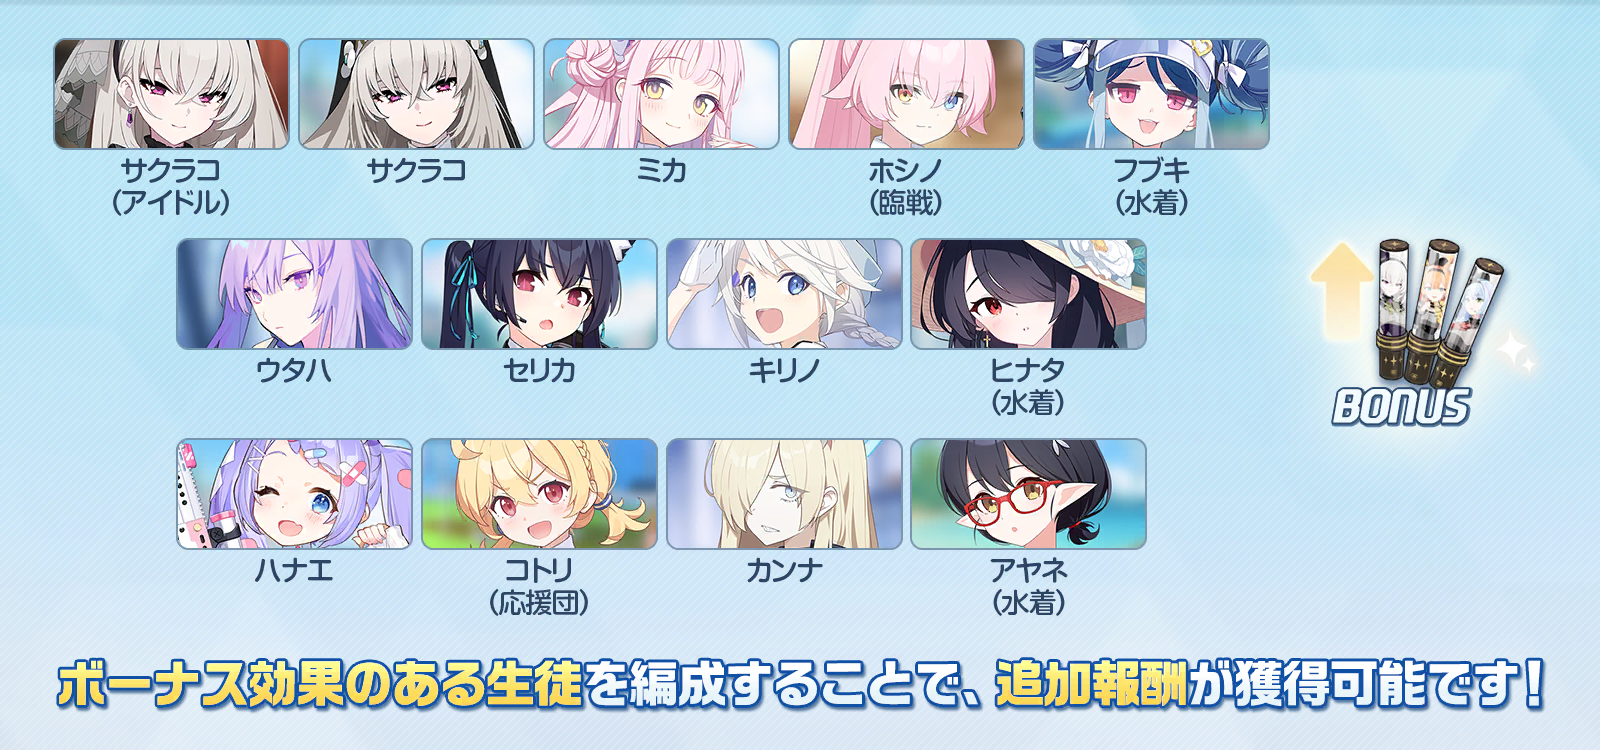 サクラコ
(アイドル)
サクラコ
ミカ
ホシノ
(臨戦)
フブキ
(水着)
ウタハ
セリカ
キリノ
ヒナタ
(水着)
BONUS
ハナエ
コトリ
(応援団)
カンナ
アヤネ
(水着)
ボーナス効果のある生徒を編成することで、追加報酬が獲得可能です!